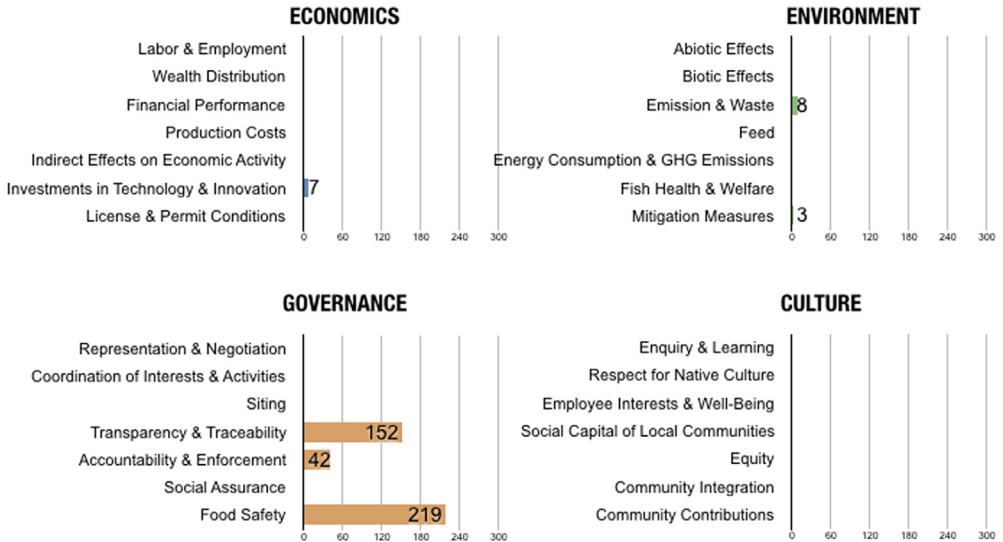 ECONOMICS
Labor & Employment
Wealth Distribution
Financial Performance
Production Costs
Indirect Effects on Economic Activity
Investments in Technology & Innovation 7
License & Permit Conditions
0 60 120 180 240 300
ENVIRONMENT
Abiotic Effects
Biotic Effects
Emission & Waste 8
Feed
Energy Consumption & GHG Emissions
Fish Health & Welfare
Mitigation Measures 3
0 60 120 180 240 300
GOVERNANCE
Representation & Negotiation
Coordination of Interests & Activities
Siting
Transparency & Traceability 152
Accountability & Enforcement 42
Social Assurance
Food Safety 219
0 60 120 180 240 300
CULTURE
Enquiry & Learning
Respect for Native Culture
Employee Interests & Well-Being
Social Capital of Local Communities
Equity
Community Integration
Community Contributions
0 60 120 180 240 300